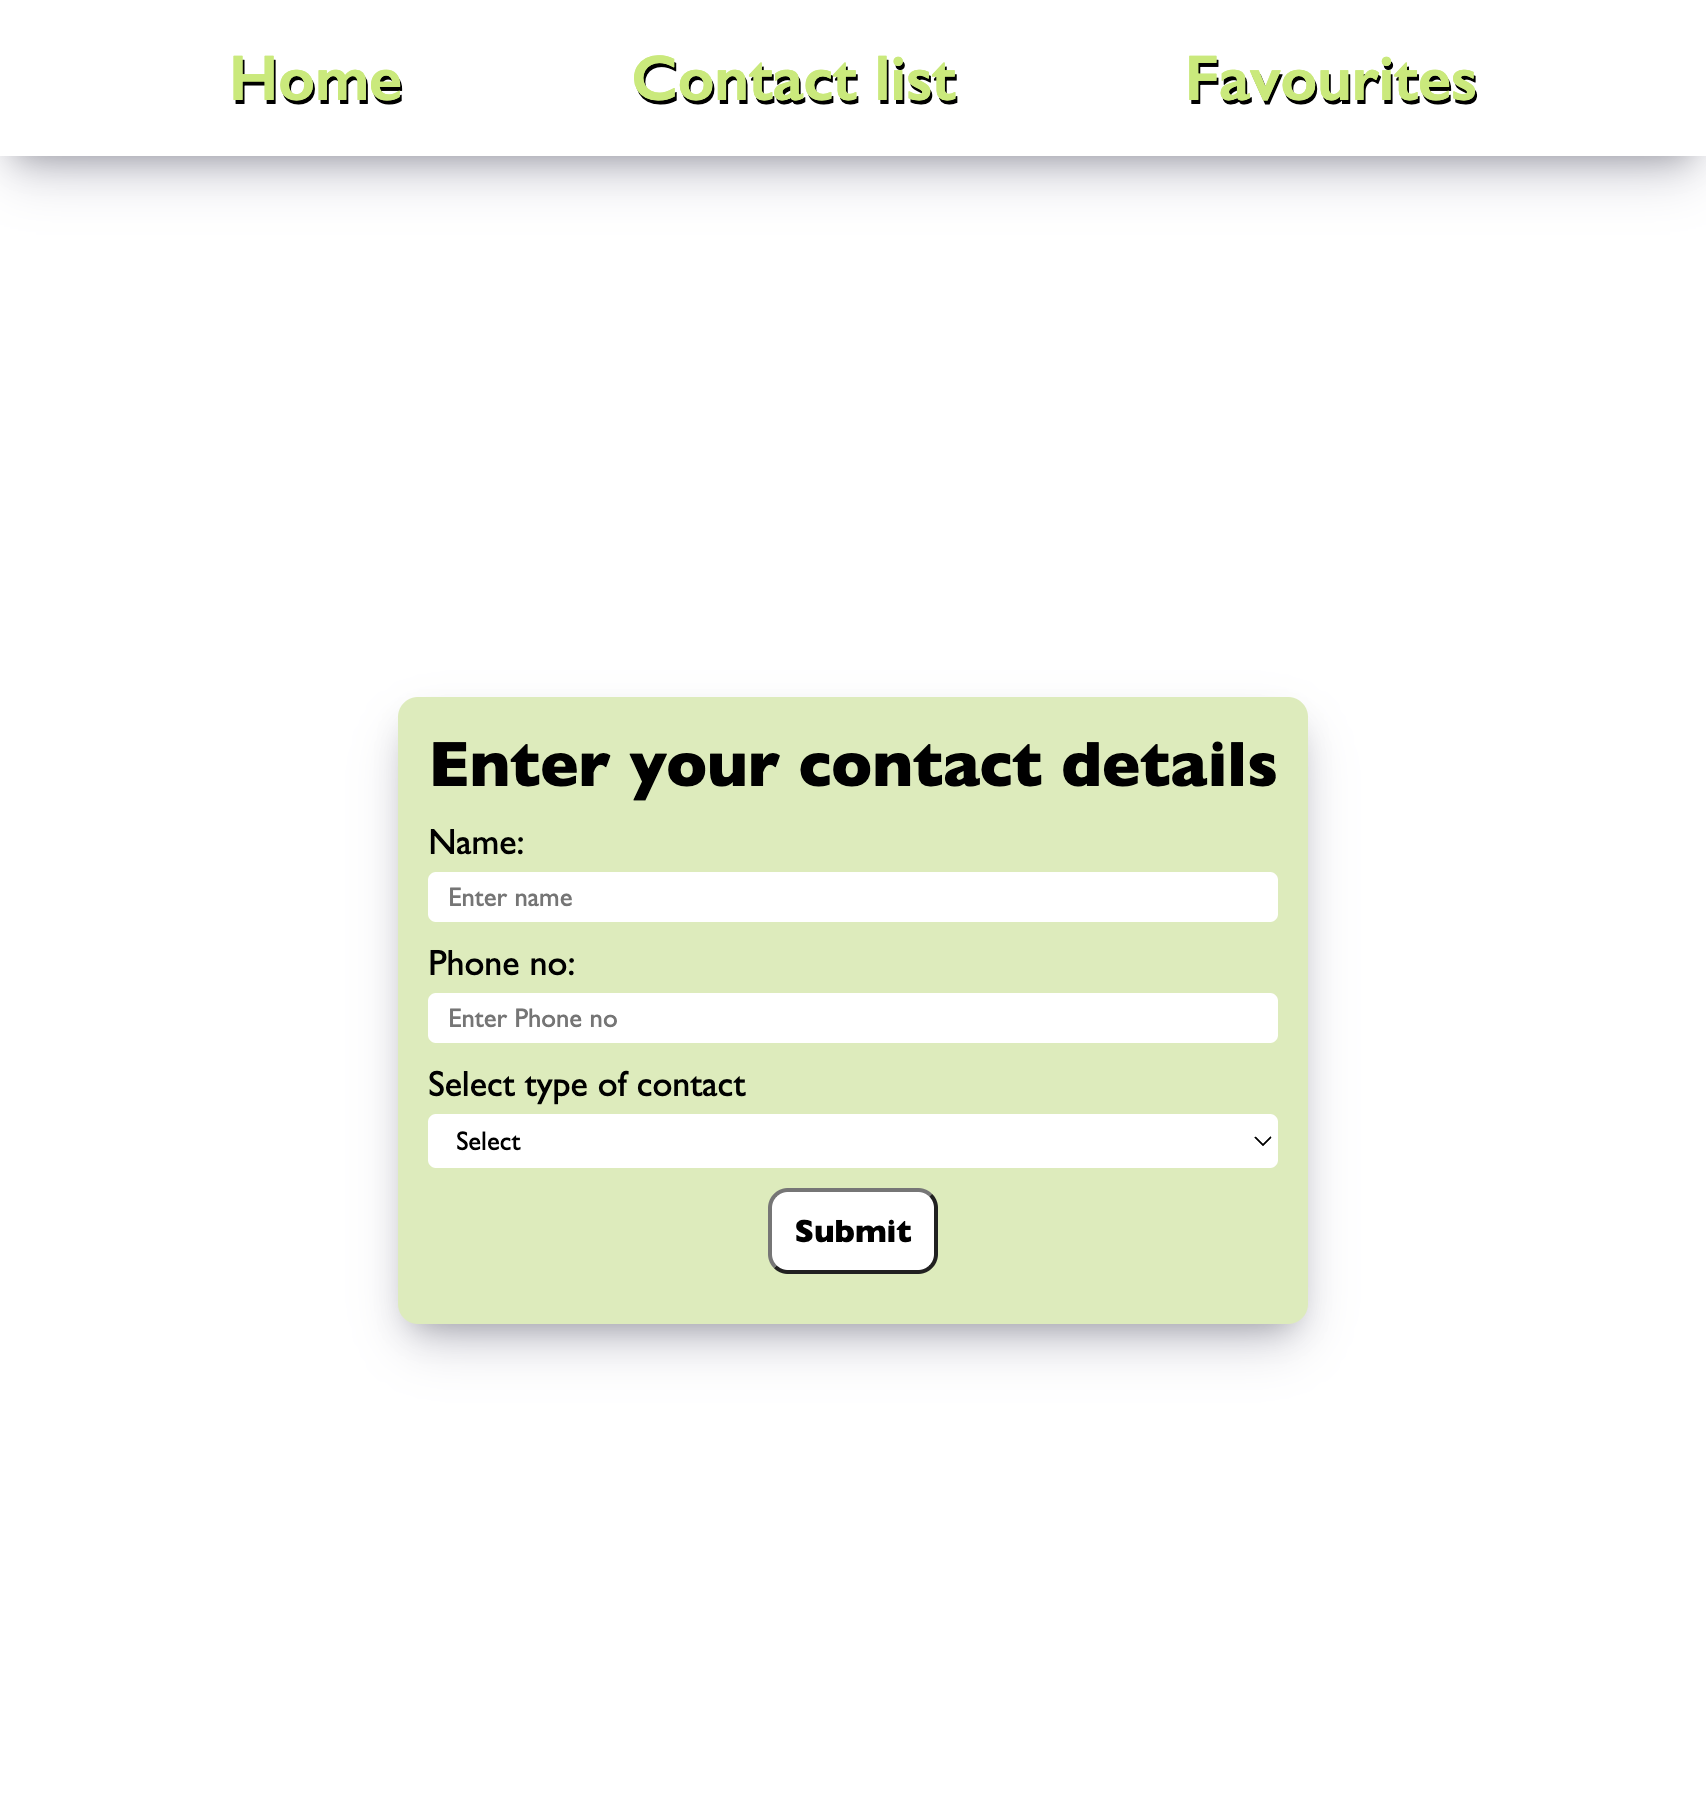 Home Contact list Favourites
Enter your contact details
Name:
Enter name
Phone no:
Enter Phone no
Select type of contact
Select
Submit